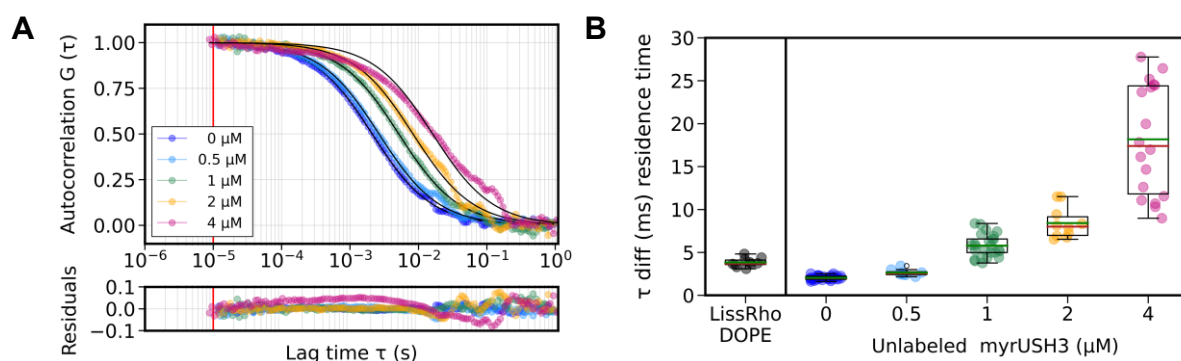 A
Autocorrelation G (τ)
1.00
0.75
0.50
0.25
0.00
0 μM
0.5 μM
1 μM
2 μM
4 μM
10⁻⁶ 10⁻⁵ 10⁻⁴ 10⁻³ 10⁻² 10⁻¹ 10⁰
Residuals
0.1
0.0
−0.1
Lag time τ (s)
B
τ diff (ms) residence time
30
25
20
15
10
5
0
LissRho
DOPE
0 0.5 1 2 4
Unlabeled myrUSH3 (μM)